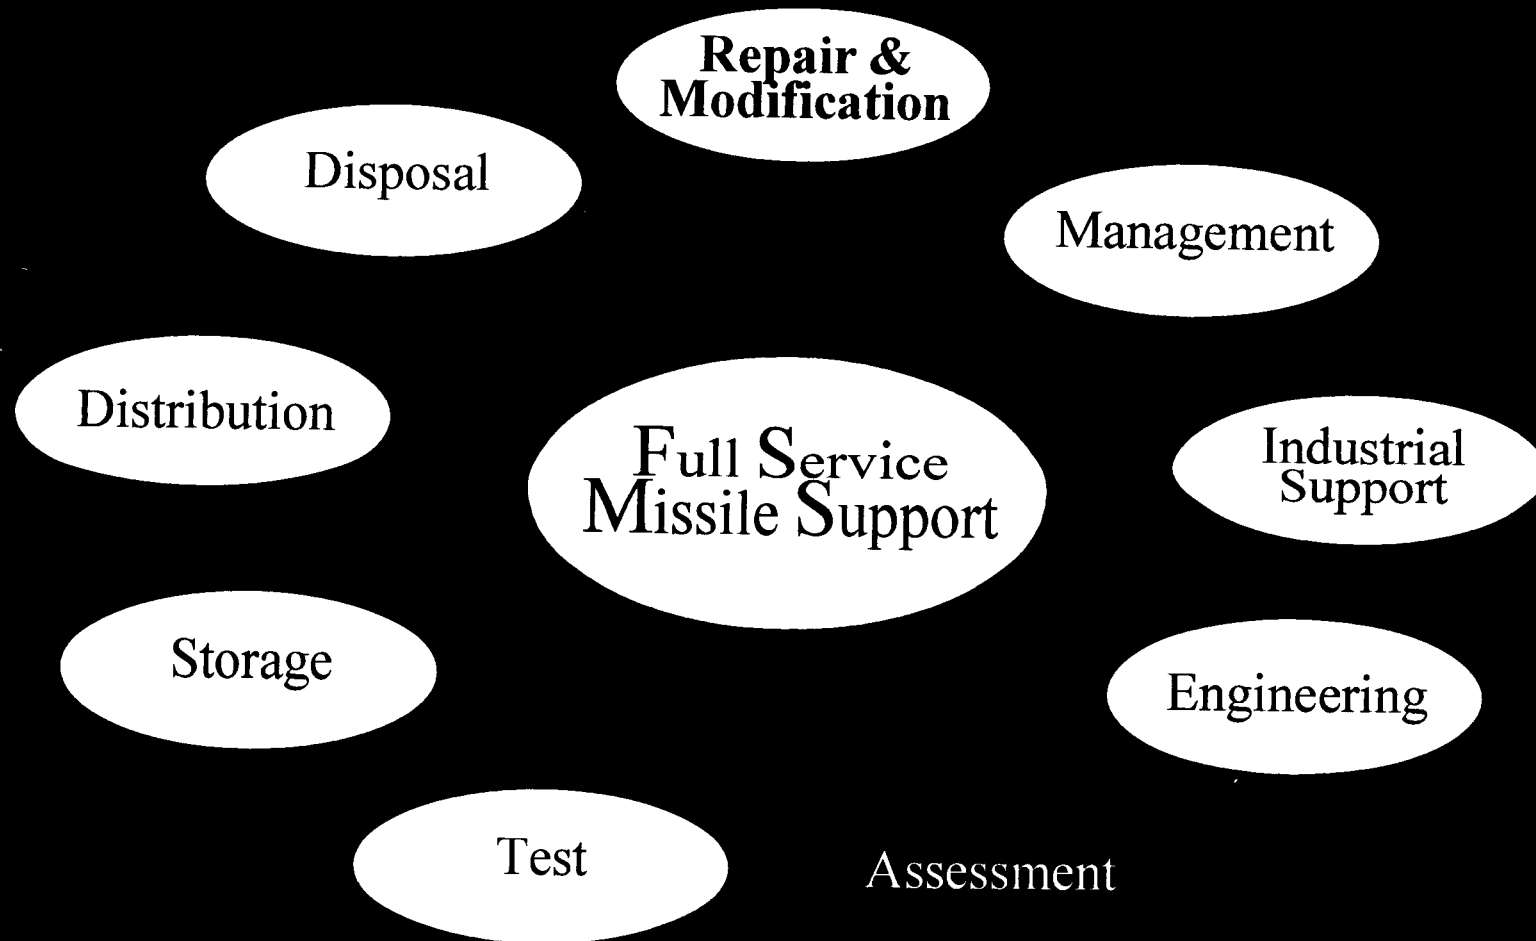 Repair &
Modification
Disposal
Management
Distribution
Full Service
Missile Support
Industrial
Support
Storage
Engineering
Test
Assessment